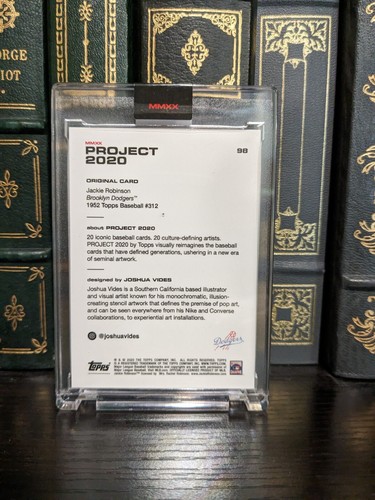 MMXX
ORGE
IOT
MMXX
PROJECT
2020
98
ORIGINAL CARD
Jackie Robinson
Brooklyn Dodgers™
1952 Topps Baseball #312
about PROJECT 2020
20 iconic baseball cards. 20 culture-defining artists.
PROJECT 2020 by Topps visually reimagines the baseball
cards that have defined generations, ushering in a new era
of seminal artwork.
designed by JOSHUA VIDES
Joshua Vides is a Southern California based illustrator
and visual artist known for his monochromatic, illusion-
creating stencil artwork that defines the premise of pop art,
and can be seen everywhere from his Nike and Converse
collaborations, to experiential art installations.
@joshuavides
Dodgers
Topps